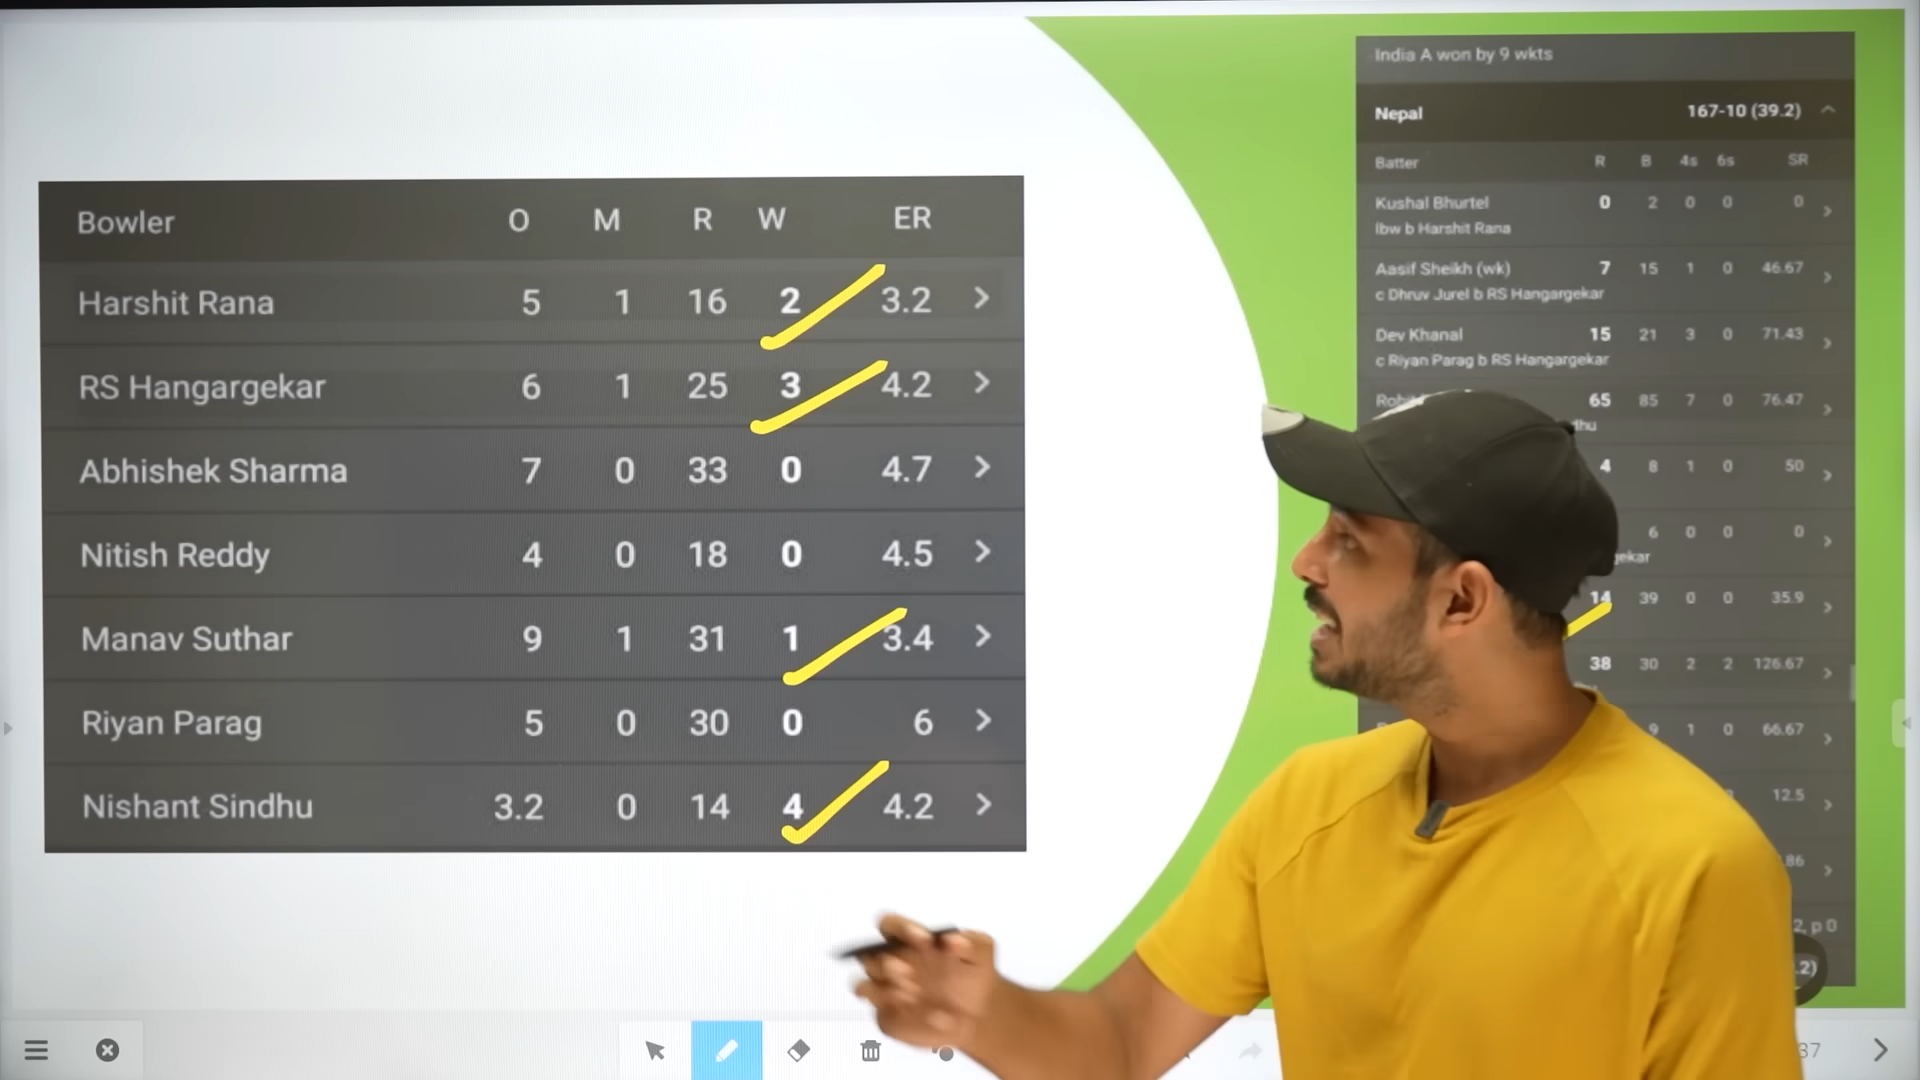 Bowler O M R W ER
Harshit Rana 5 1 16 2 3.2
RS Hangargekar 6 1 25 3 4.2
Abhishek Sharma 7 0 33 0 4.7
Nitish Reddy 4 0 18 0 4.5
Manav Suthar 9 1 31 1 3.4
Riyan Parag 5 0 30 0 6
Nishant Sindhu 3.2 0 14 4 4.2
India A won by 9 wkts
Nepal 167-10 (39.2)
Batter R B 4s 6s SR
Kushal Bhurtel 0 2 0 0 0
lbw b Harshit Rana
Aasif Sheikh (wk) 7 15 1 0 46.67
c Dhruv Jurel b RS Hangargekar
Dev Khanal 15 21 3 0 71.43
c Riyan Parag b RS Hangargekar
65 85 7 0 76.47
4 8 1 0 50
6 0 0 0
14 39 0 0 35.9
38 30 2 2 126.67
9 1 0 66.67
12.5
p 0